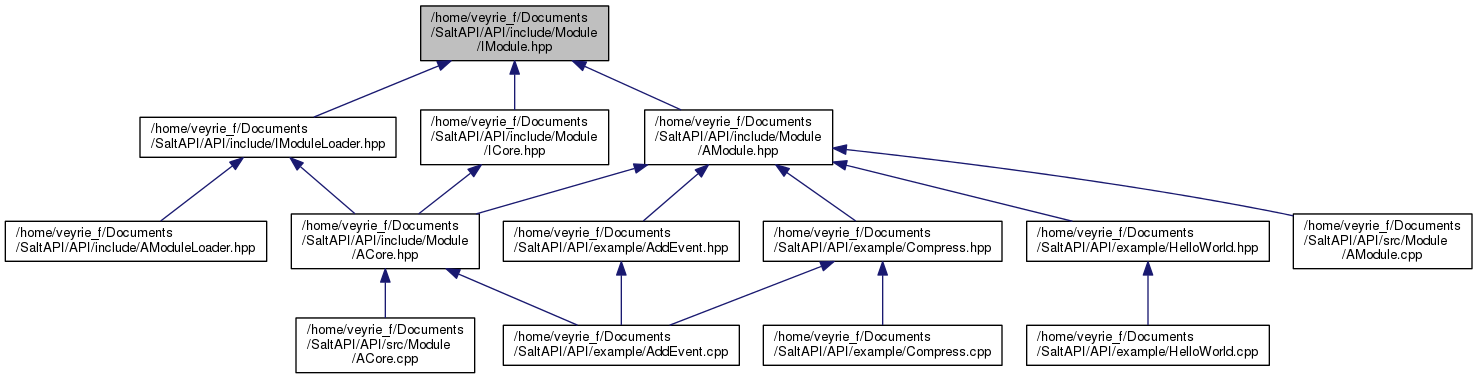 /home/veyrie_f/Documents
/SaltAPI/API/include/Module
/IModule.hpp
/home/veyrie_f/Documents
/SaltAPI/API/include/IModuleLoader.hpp
/home/veyrie_f/Documents
/SaltAPI/API/include/Module
/ICore.hpp
/home/veyrie_f/Documents
/SaltAPI/API/include/Module
/AModule.hpp
/home/veyrie_f/Documents
/SaltAPI/API/include/AModuleLoader.hpp
/home/veyrie_f/Documents
/SaltAPI/API/include/Module
/ACore.hpp
/home/veyrie_f/Documents
/SaltAPI/API/example/AddEvent.hpp
/home/veyrie_f/Documents
/SaltAPI/API/example/Compress.hpp
/home/veyrie_f/Documents
/SaltAPI/API/example/HelloWorld.hpp
/home/veyrie_f/Documents
/SaltAPI/API/src/Module
/AModule.cpp
/home/veyrie_f/Documents
/SaltAPI/API/src/Module
/ACore.cpp
/home/veyrie_f/Documents
/SaltAPI/API/example/AddEvent.cpp
/home/veyrie_f/Documents
/SaltAPI/API/example/Compress.cpp
/home/veyrie_f/Documents
/SaltAPI/API/example/HelloWorld.cpp